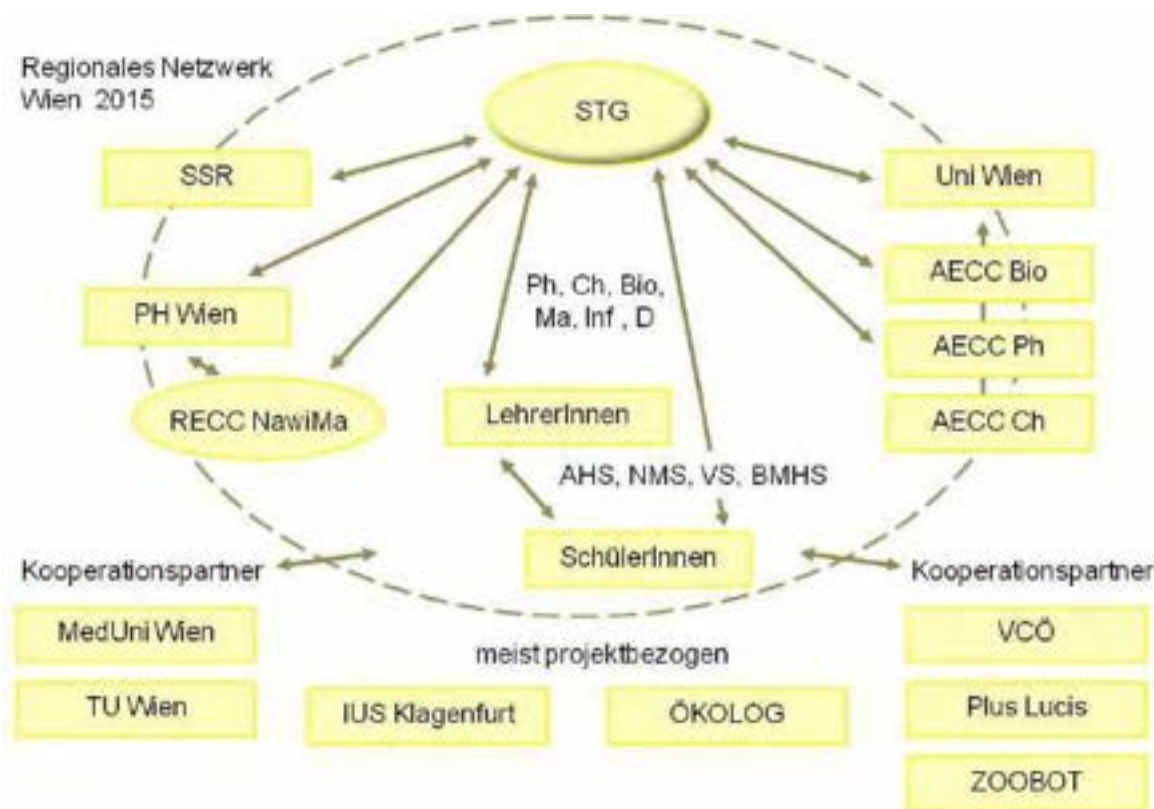 Regionales Netzwerk
Wien 2015
STG
SSR
Uni Wien
AECC Bio
PH Wien
Ph, Ch, Bio,
Ma, Inf , D
AECC Ph
RECC NawiMa
LehrerInnen
AECC Ch
AHS, NMS, VS, BMHS
SchülerInnen
Kooperationspartner
Kooperationspartner
MedUni Wien
VCÖ
meist projektbezogen
TU Wien
IUS Klagenfurt
ÖKOLOG
Plus Lucis
ZOOBOT